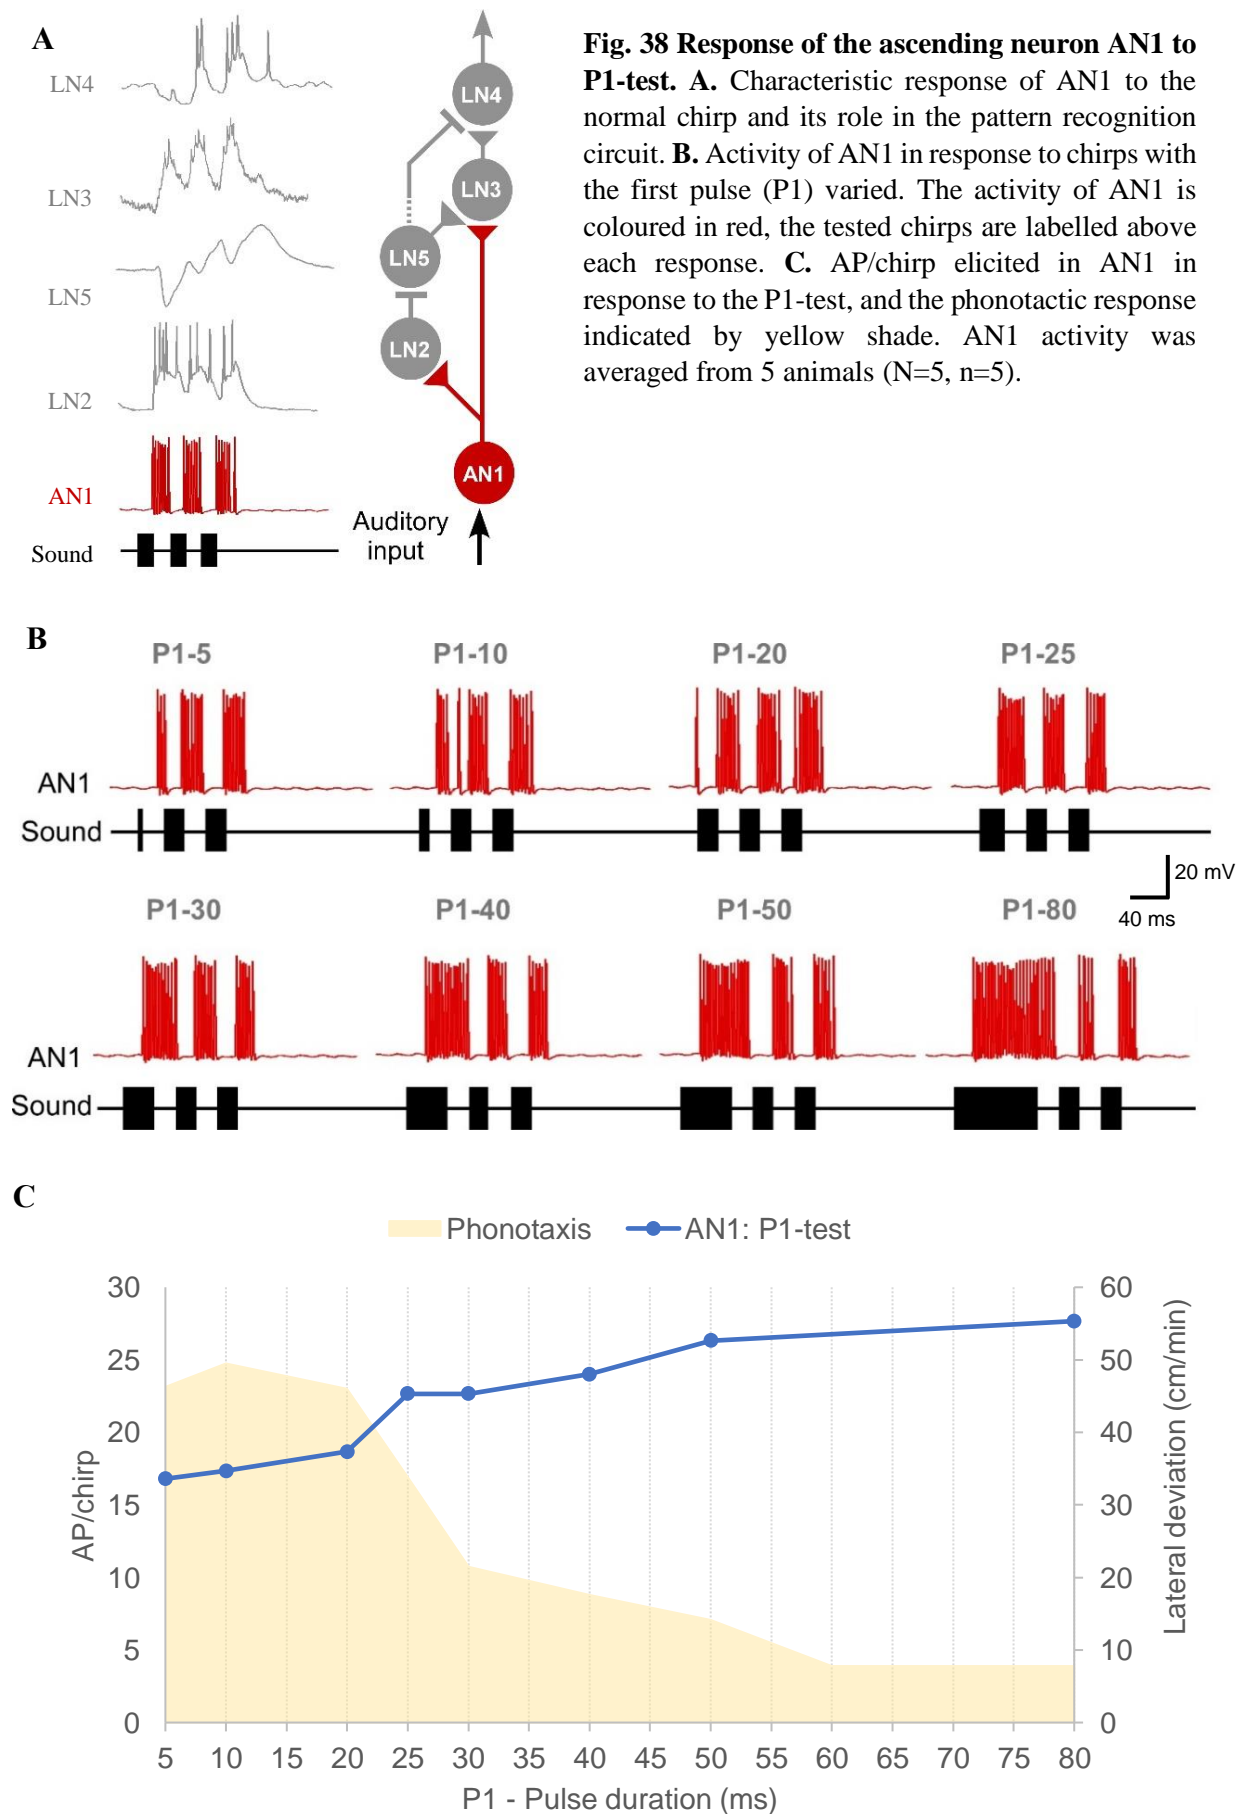 A
LN4
LN3
LN5
LN2
AN1
Sound
LN4
LN3
LN5
LN2
AN1
Auditory
input
Fig. 38 Response of the ascending neuron AN1 to
P1-test. A. Characteristic response of AN1 to the
normal chirp and its role in the pattern recognition
circuit. B. Activity of AN1 in response to chirps with
the first pulse (P1) varied. The activity of AN1 is
coloured in red, the tested chirps are labelled above
each response. C. AP/chirp elicited in AN1 in
response to the P1-test, and the phonotactic response
indicated by yellow shade. AN1 activity was
averaged from 5 animals (N=5, n=5).
B
P1-5 P1-10 P1-20 P1-25
AN1
Sound
20 mV
40 ms
P1-30 P1-40 P1-50 P1-80
AN1
Sound
C
Phonotaxis AN1: P1-test
30 60
25 50
20 40
15 30
10 20
5 10
0 0
AP/chirp
Lateral deviation (cm/min)
5 10 15 20 25 30 35 40 45 50 55 60 65 70 75 80
P1 - Pulse duration (ms)